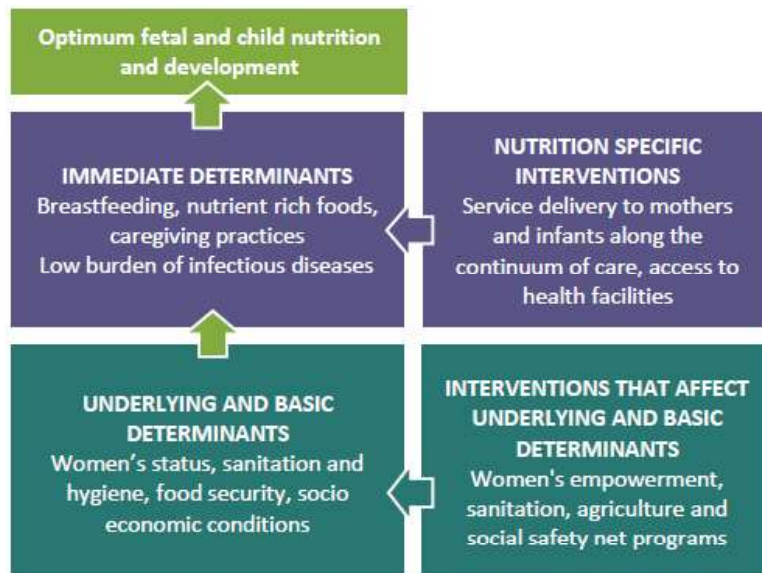 Optimum fetal and child nutrition
and development
IMMEDIATE DETERMINANTS
Breastfeeding, nutrient rich foods,
caregiving practices
Low burden of infectious diseases
NUTRITION SPECIFIC
INTERVENTIONS
Service delivery to mothers
and infants along the
continuum of care, access to
health facilities
UNDERLYING AND BASIC
DETERMINANTS
Women's status, sanitation and
hygiene, food security, socio
economic conditions
INTERVENTIONS THAT AFFECT
UNDERLYING AND BASIC
DETERMINANTS
Women's empowerment,
sanitation, agriculture and
social safety net programs